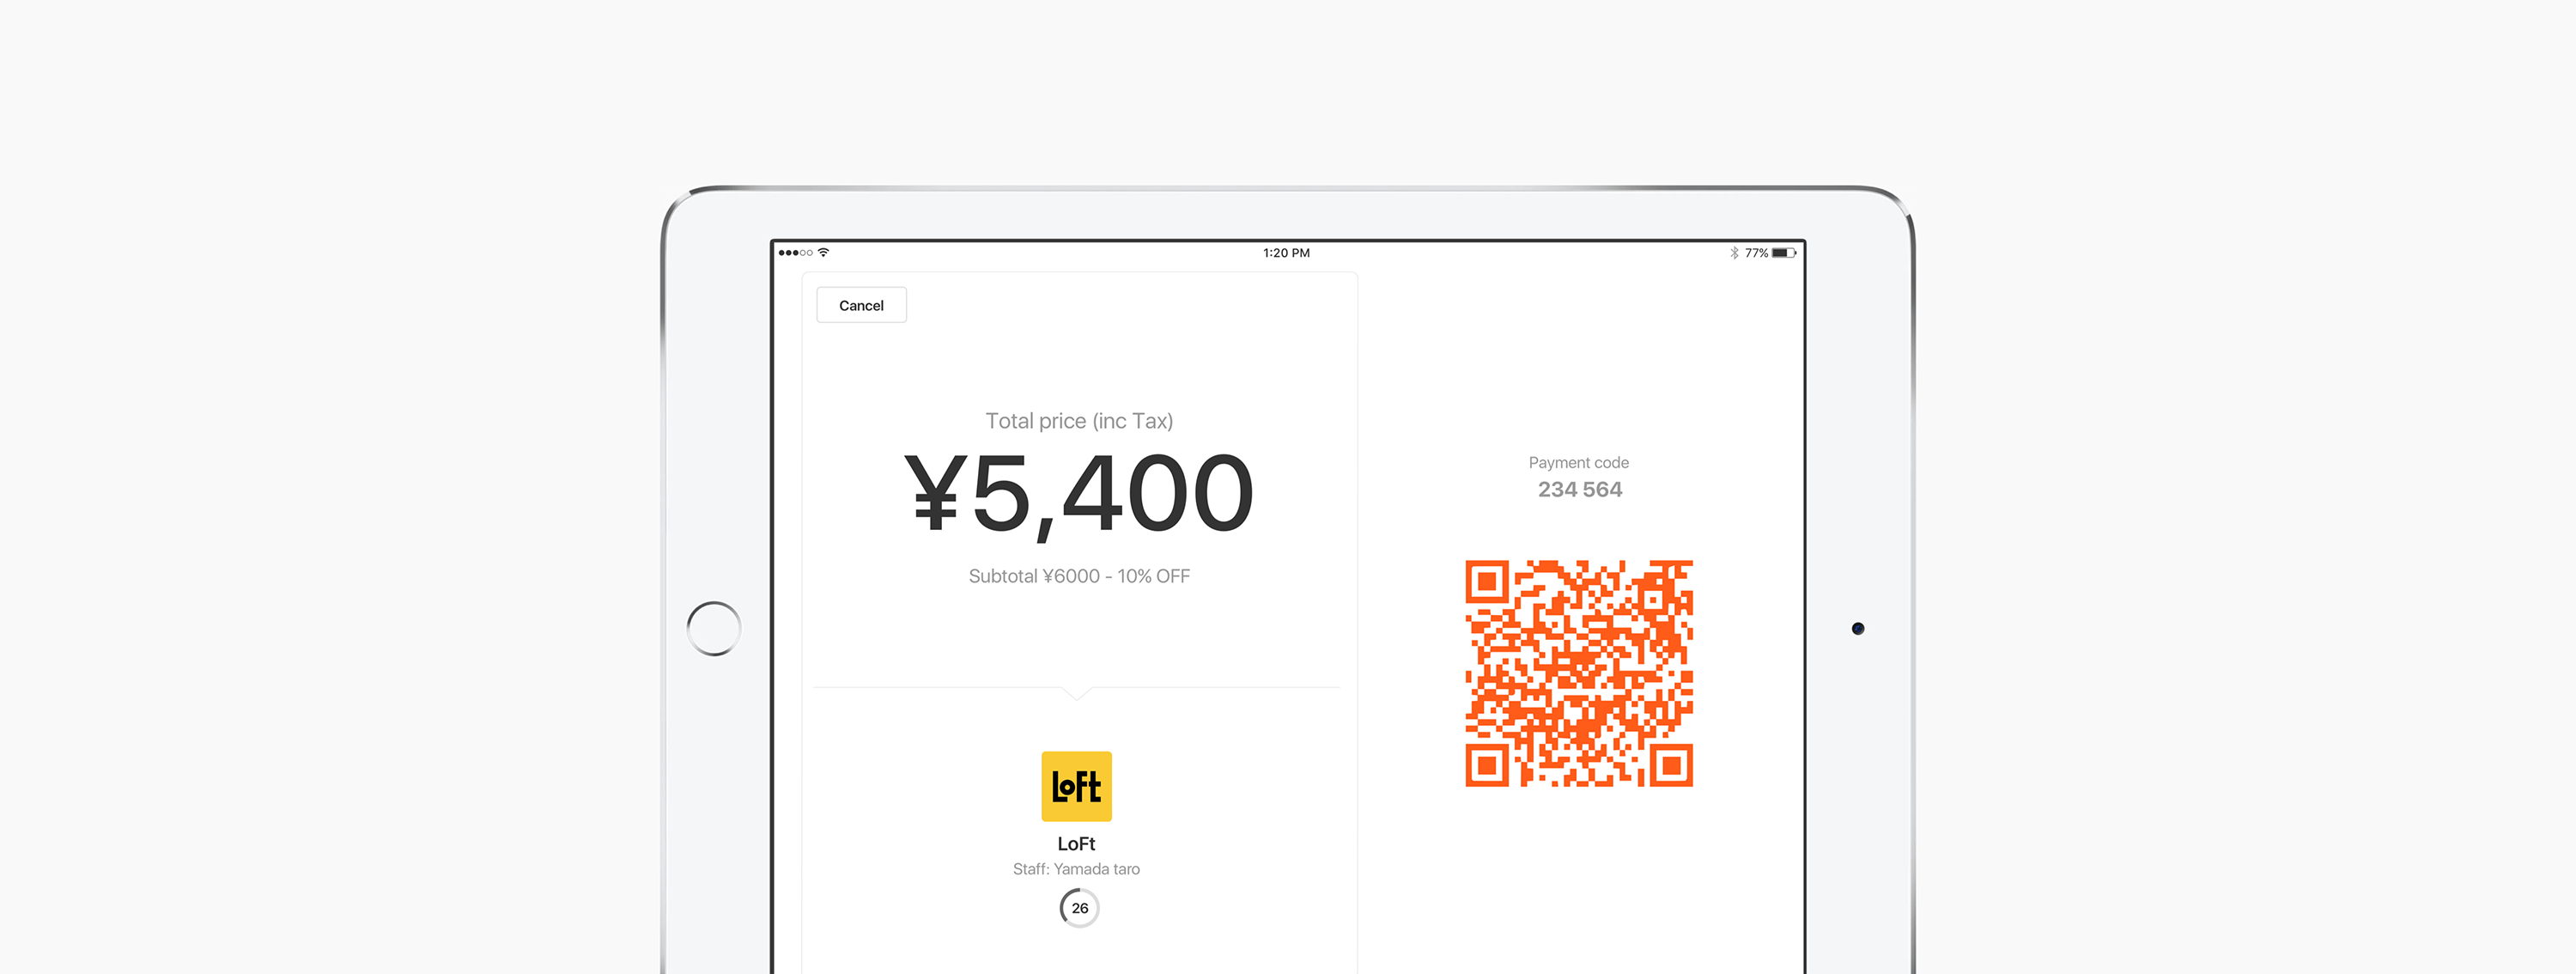 1:20 PM
77%
Cancel
Total price (inc Tax)
¥5,400
Subtotal ¥6000 - 10% OFF
Payment code
234 564
LoFt
LoFt
Staff: Yamada taro
26